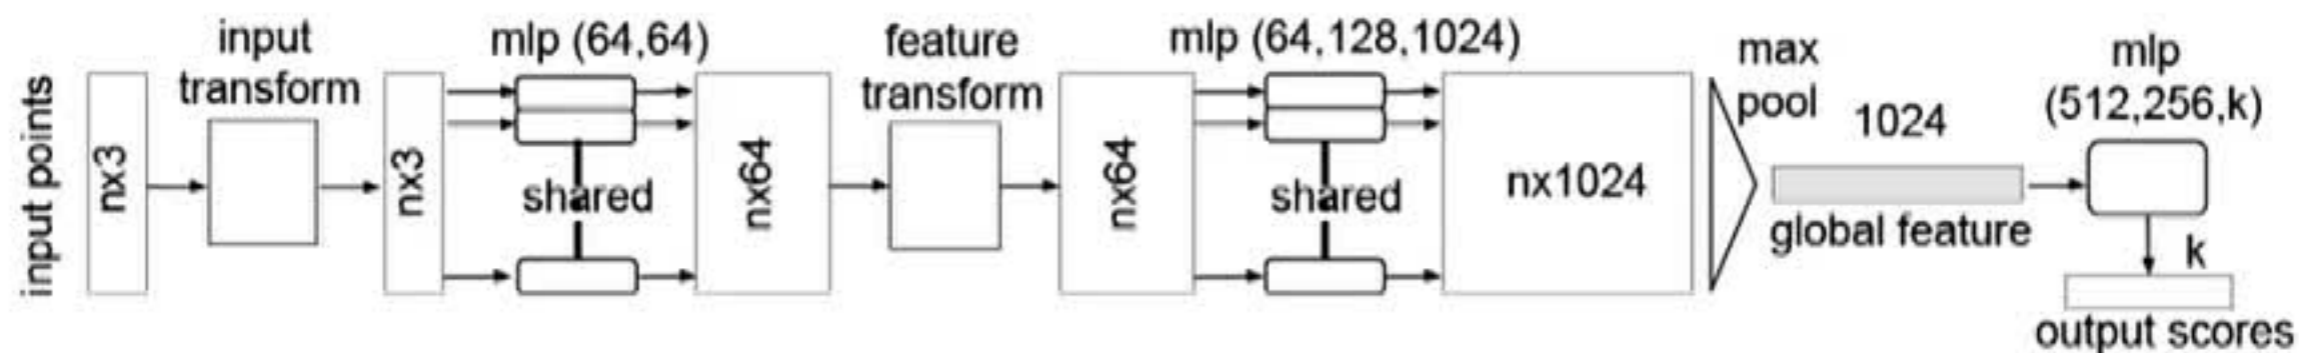 input points
nx3
input
transform
nx3
mlp (64,64)
shared
nx64
feature
transform
nx64
mlp (64,128,1024)
shared
nx1024
max
pool
1024
global feature
mlp
(512,256,k)
k
output scores